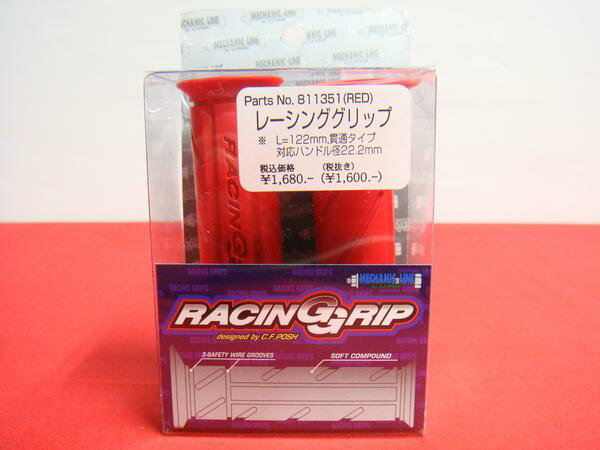 MECHANIC LINE
MECHANIC LINE
Parts No. 811351(RED)
レーシンググリップ
※ L=122mm,貫通タイプ
対応ハンドル径22.2mm
税込価格 (税抜き)
¥1,680.- (¥1,600.-)
RACING
RACING GRIPS
MECHANIC LINE
RACINGGRIP
designed by C.F.POSH
3-SAFETY WIRE GROOVES
SOFT COMPOUND